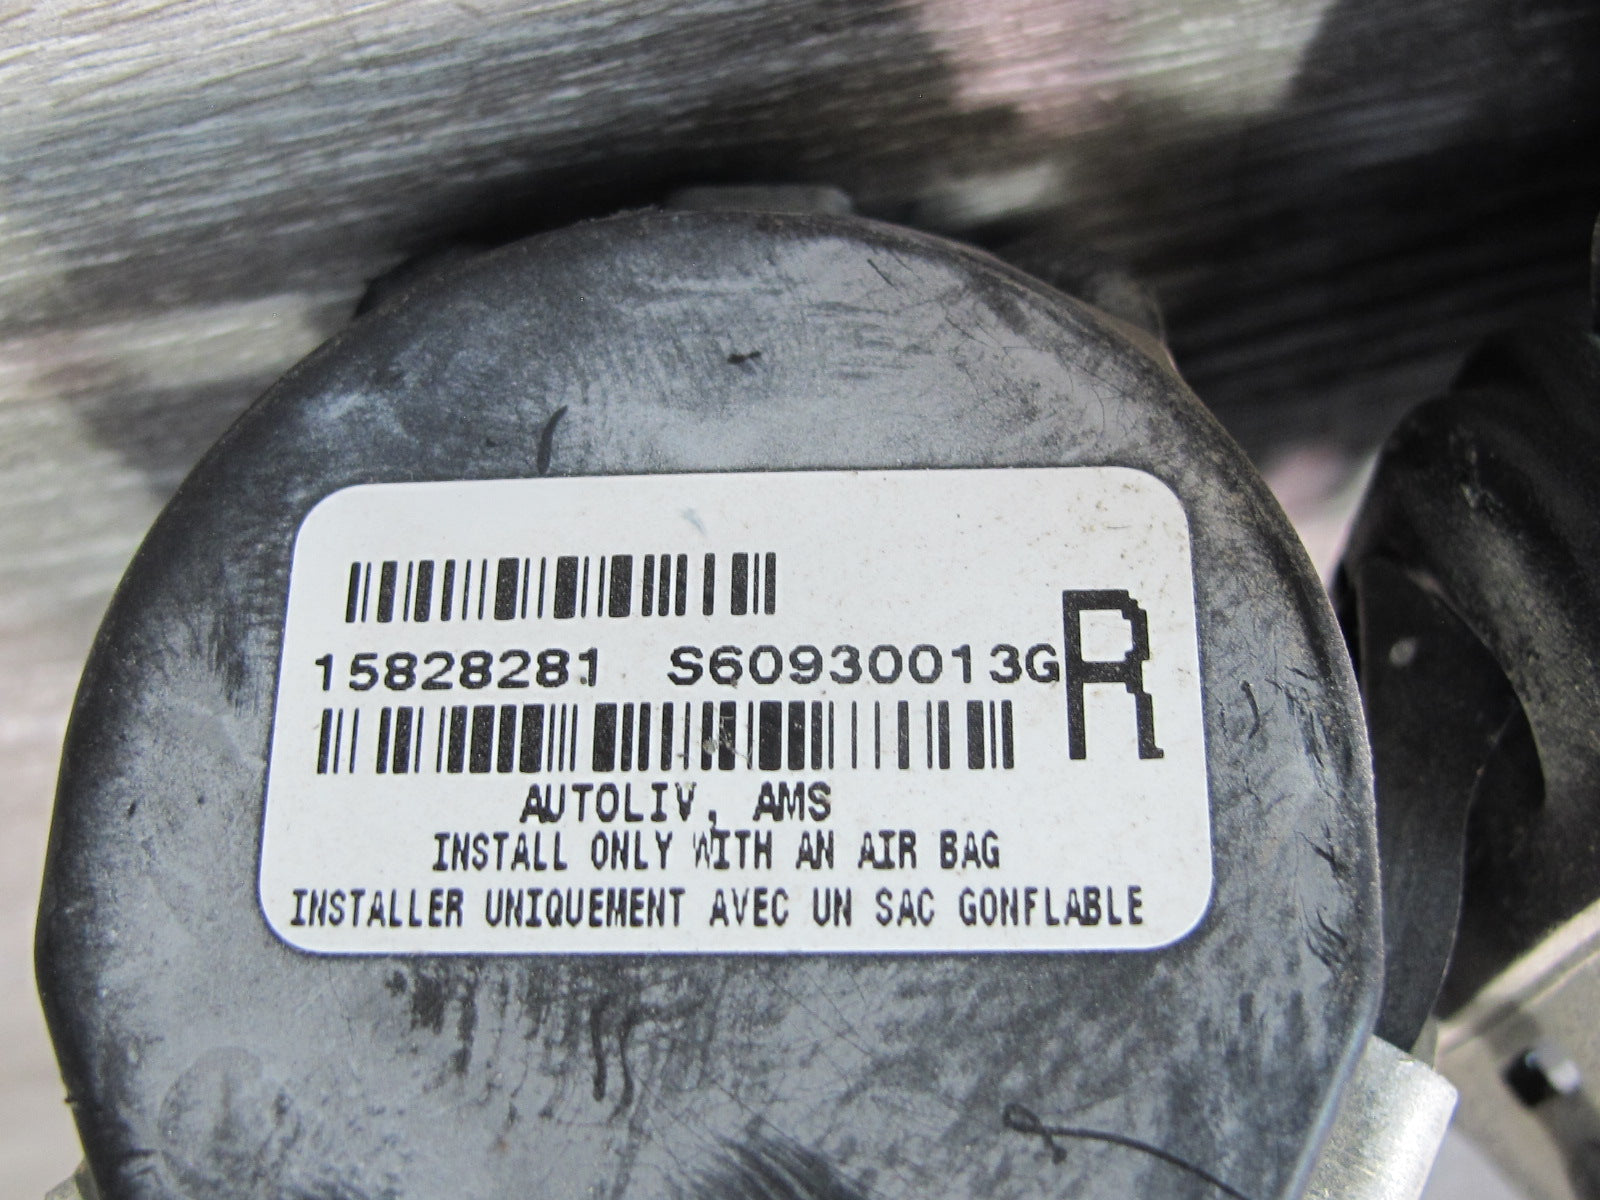 15828281 S60930013G R
AUTOLIV, AMS
INSTALL ONLY WITH AN AIR BAG
INSTALLER UNIQUEMENT AVEC UN SAC GONFLABLE